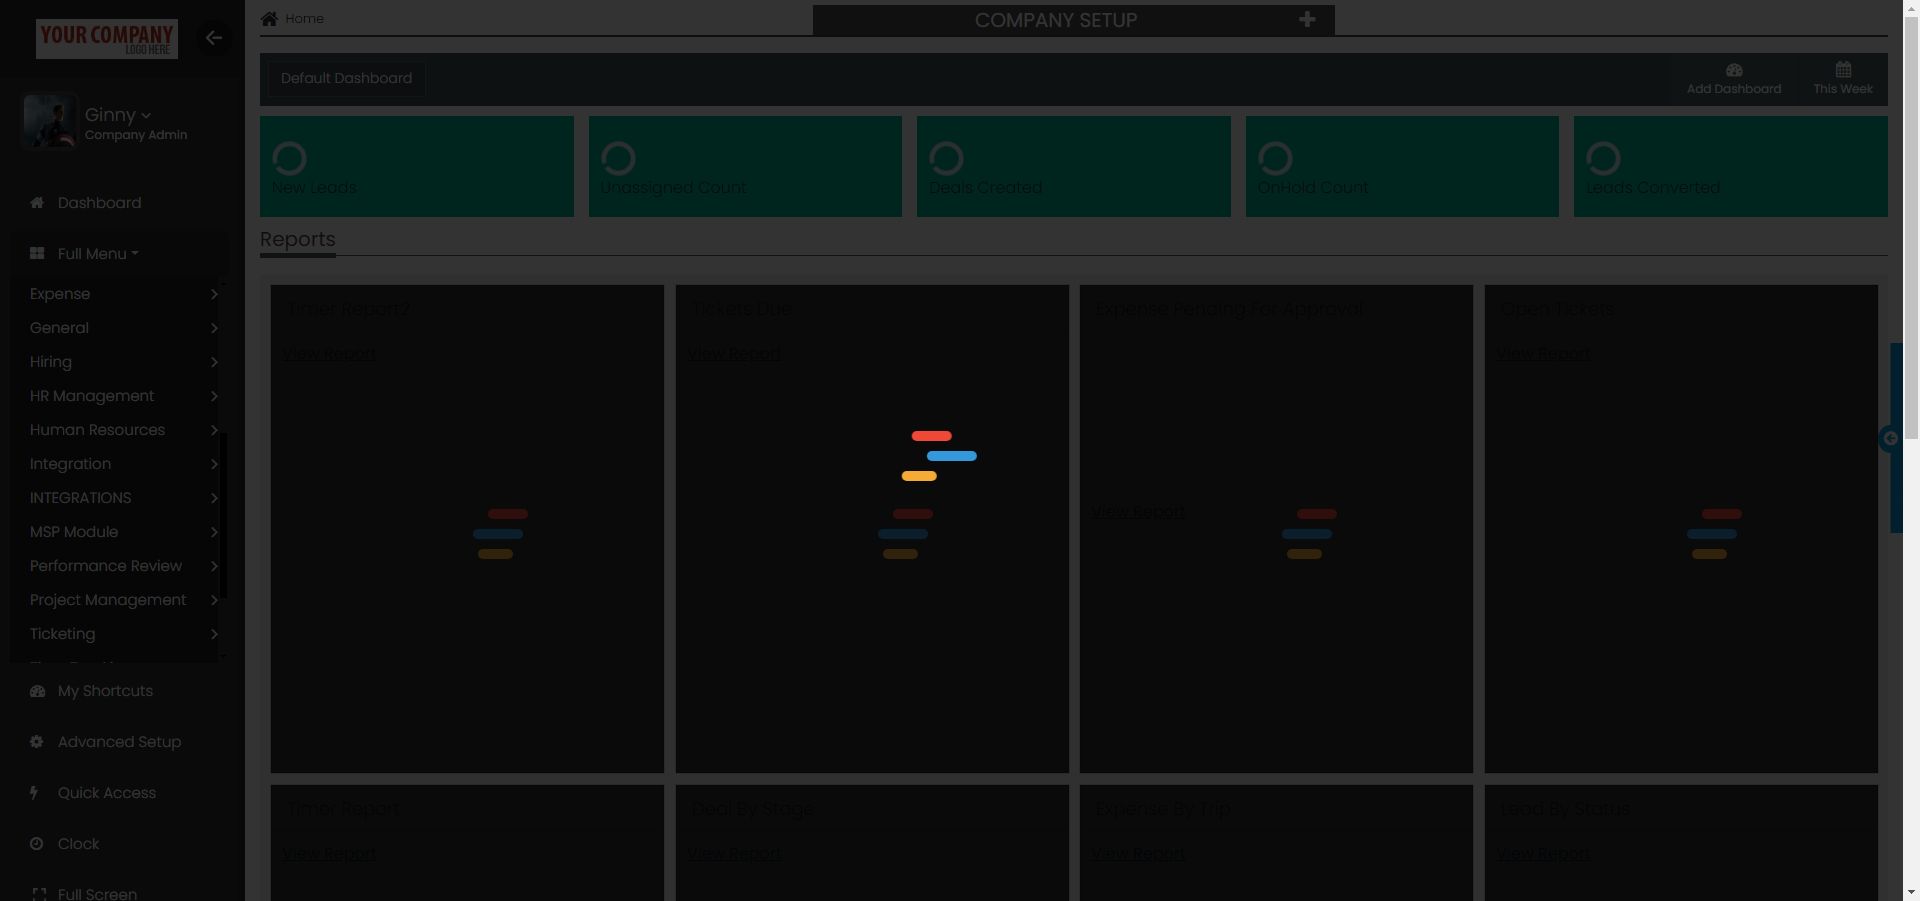 YOUR COMPANY
LOGO HERE
Home
COMPANY SETUP
Default Dashboard
Add Dashboard
This Week
Ginny
Company Admin
New Leads
Unassigned Count
Deals Created
OnHold Count
Leads Converted
Dashboard
Full Menu
Expense
General
Hiring
HR Management
Human Resources
Integration
INTEGRATIONS
MSP Module
Performance Review
Project Management
Ticketing
My Shortcuts
Advanced Setup
Quick Access
Clock
Full Screen
Reports
Timer Report2
View Report
Tickets Due
View Report
Expense Pending For Approval
View Report
Open Tickets
View Report
Timer Report
View Report
Deal By Stage
View Report
Expense By Trip
View Report
Lead By Status
View Report